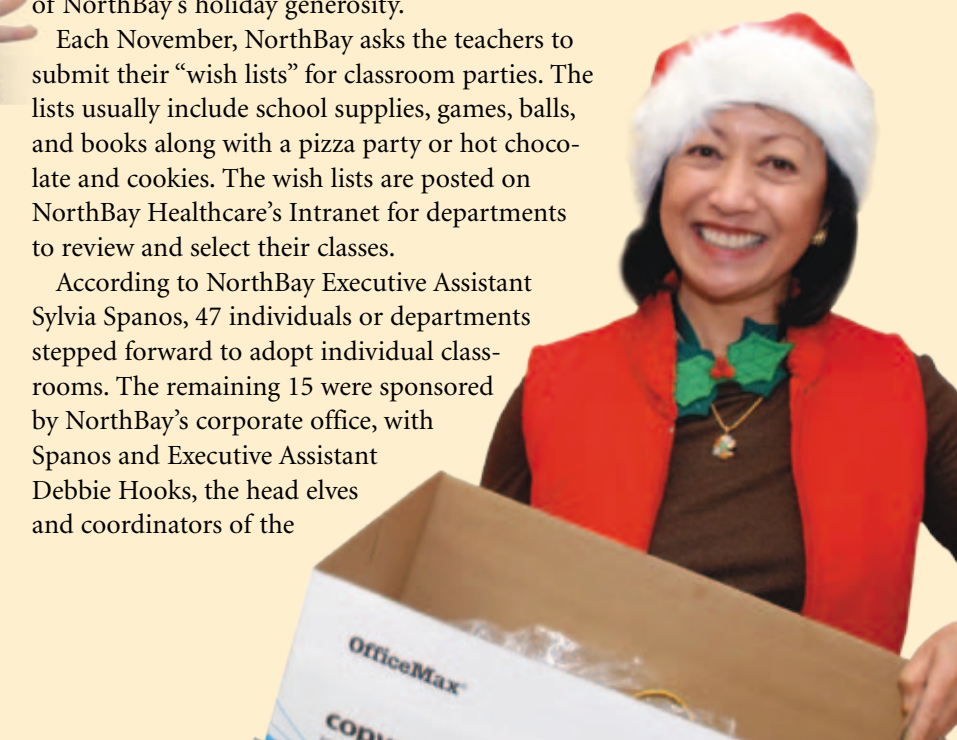 of NorthBay’s holiday generosity.
Each November, NorthBay asks the teachers to
submit their “wish lists” for classroom parties. The
lists usually include school supplies, games, balls,
and books along with a pizza party or hot choco-
late and cookies. The wish lists are posted on
NorthBay Healthcare’s Intranet for departments
to review and select their classes.
According to NorthBay Executive Assistant
Sylvia Spanos, 47 individuals or departments
stepped forward to adopt individual class-
rooms. The remaining 15 were sponsored
by NorthBay’s corporate office, with
Spanos and Executive Assistant
Debbie Hooks, the head elves
and coordinators of the
OfficeMax